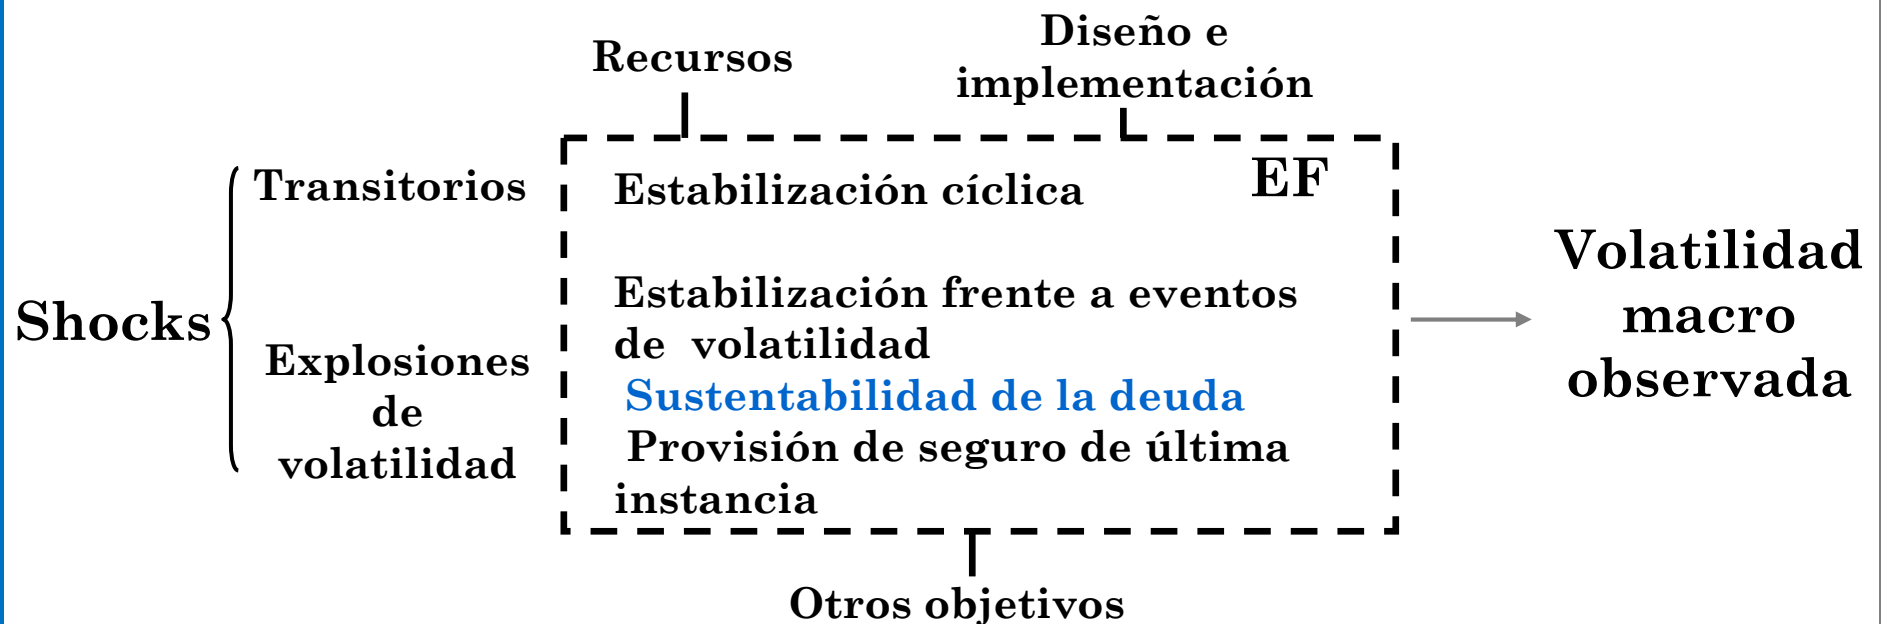 Recursos
Diseño e
implementación
EF
Transitorios
Estabilización cíclica
Shocks
Explosiones
de
volatilidad
Estabilización frente a eventos
de volatilidad
Sustentabilidad de la deuda
Provisión de seguro de última
instancia
Volatilidad
macro
observada
Otros objetivos